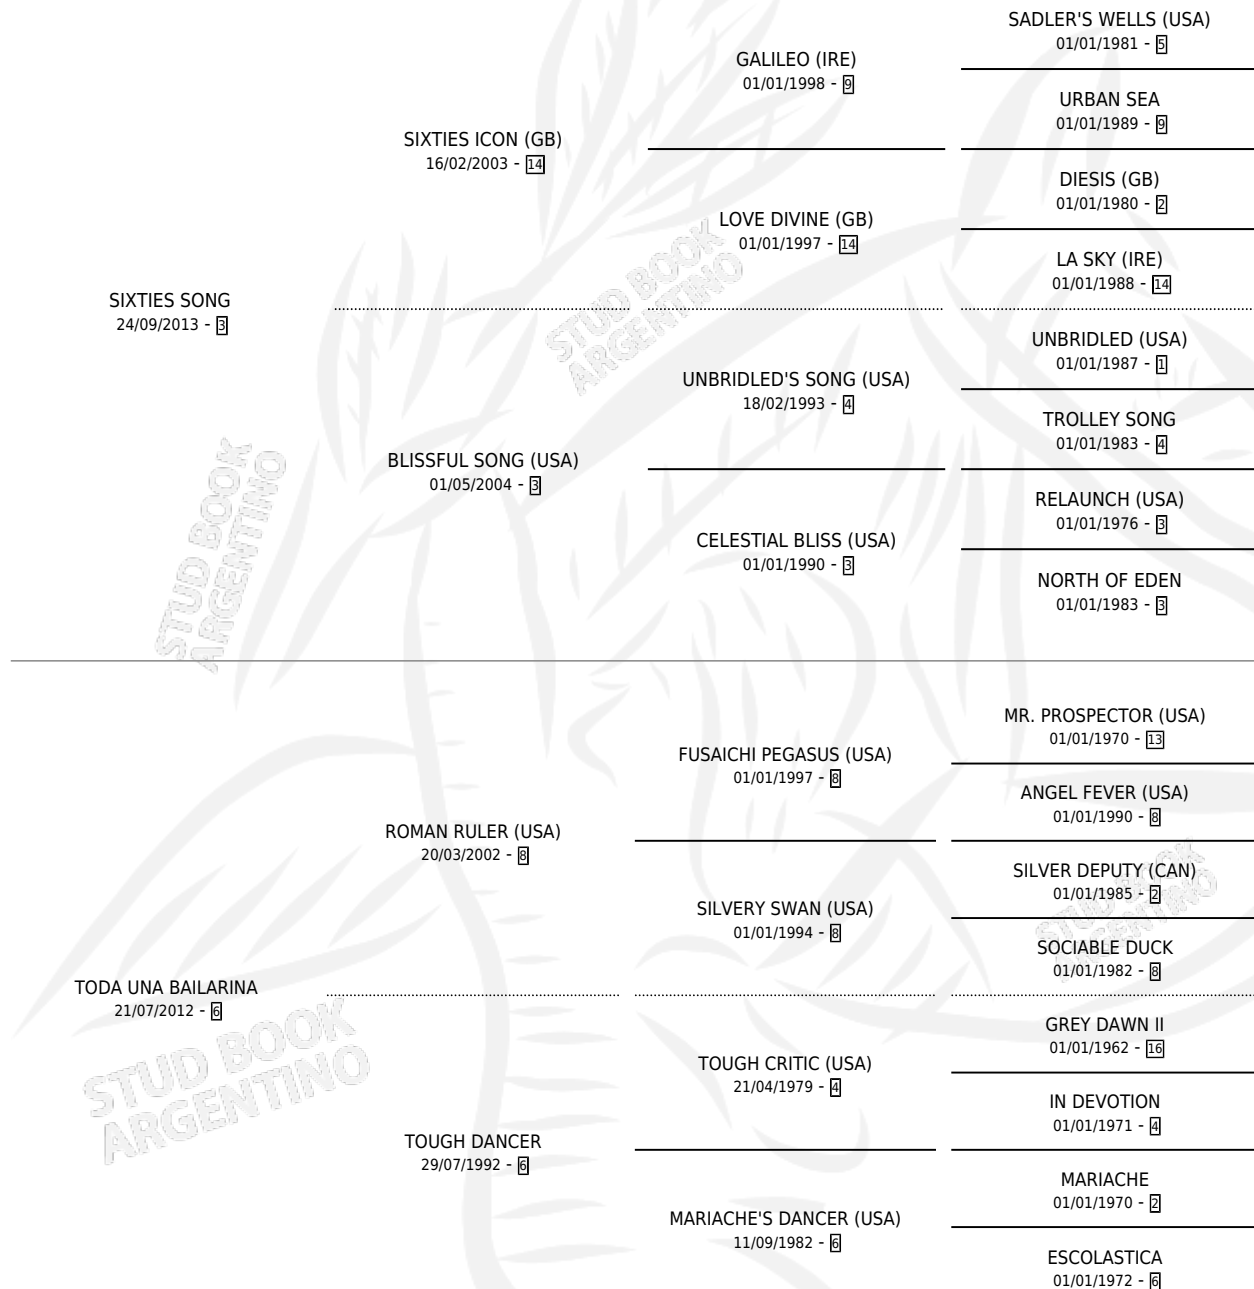 SADLER'S WELLS (USA)
01/01/1981 - 5
GALILEO (IRE)
01/01/1998 - 9
URBAN SEA
01/01/1989 - 9
SIXTIES ICON (GB)
16/02/2003 - 14
DIESIS (GB)
01/01/1980 - 2
LOVE DIVINE (GB)
01/01/1997 - 14
LA SKY (IRE)
01/01/1988 - 14
SIXTIES SONG
24/09/2013 - 3
STUD BOOK
ARGENTINO
UNBRIDLED (USA)
01/01/1987 - 1
UNBRIDLED'S SONG (USA)
18/02/1993 - 4
TROLLEY SONG
01/01/1983 - 4
BLISSFUL SONG (USA)
01/05/2004 - 3
RELAUNCH (USA)
01/01/1976 - 3
CELESTIAL BLISS (USA)
01/01/1990 - 3
NORTH OF EDEN
01/01/1983 - 3
STUD BOOK
ARGENTINO
MR. PROSPECTOR (USA)
01/01/1970 - 13
FUSAICHI PEGASUS (USA)
01/01/1997 - 8
ANGEL FEVER (USA)
01/01/1990 - 8
ROMAN RULER (USA)
20/03/2002 - 8
SILVER DEPUTY (CAN)
01/01/1985 - 2
SILVERY SWAN (USA)
01/01/1994 - 8
SOCIABLE DUCK
01/01/1982 - 8
STUD BOOK
ARGENTINO
TODA UNA BAILARINA
21/07/2012 - 6
GREY DAWN II
01/01/1962 - 16
TOUGH CRITIC (USA)
21/04/1979 - 4
IN DEVOTION
01/01/1971 - 4
STUD BOOK
ARGENTINO
TOUGH DANCER
29/07/1992 - 6
MARIACHE
01/01/1970 - 2
MARIACHE'S DANCER (USA)
11/09/1982 - 6
ESCOLASTICA
01/01/1972 - 6